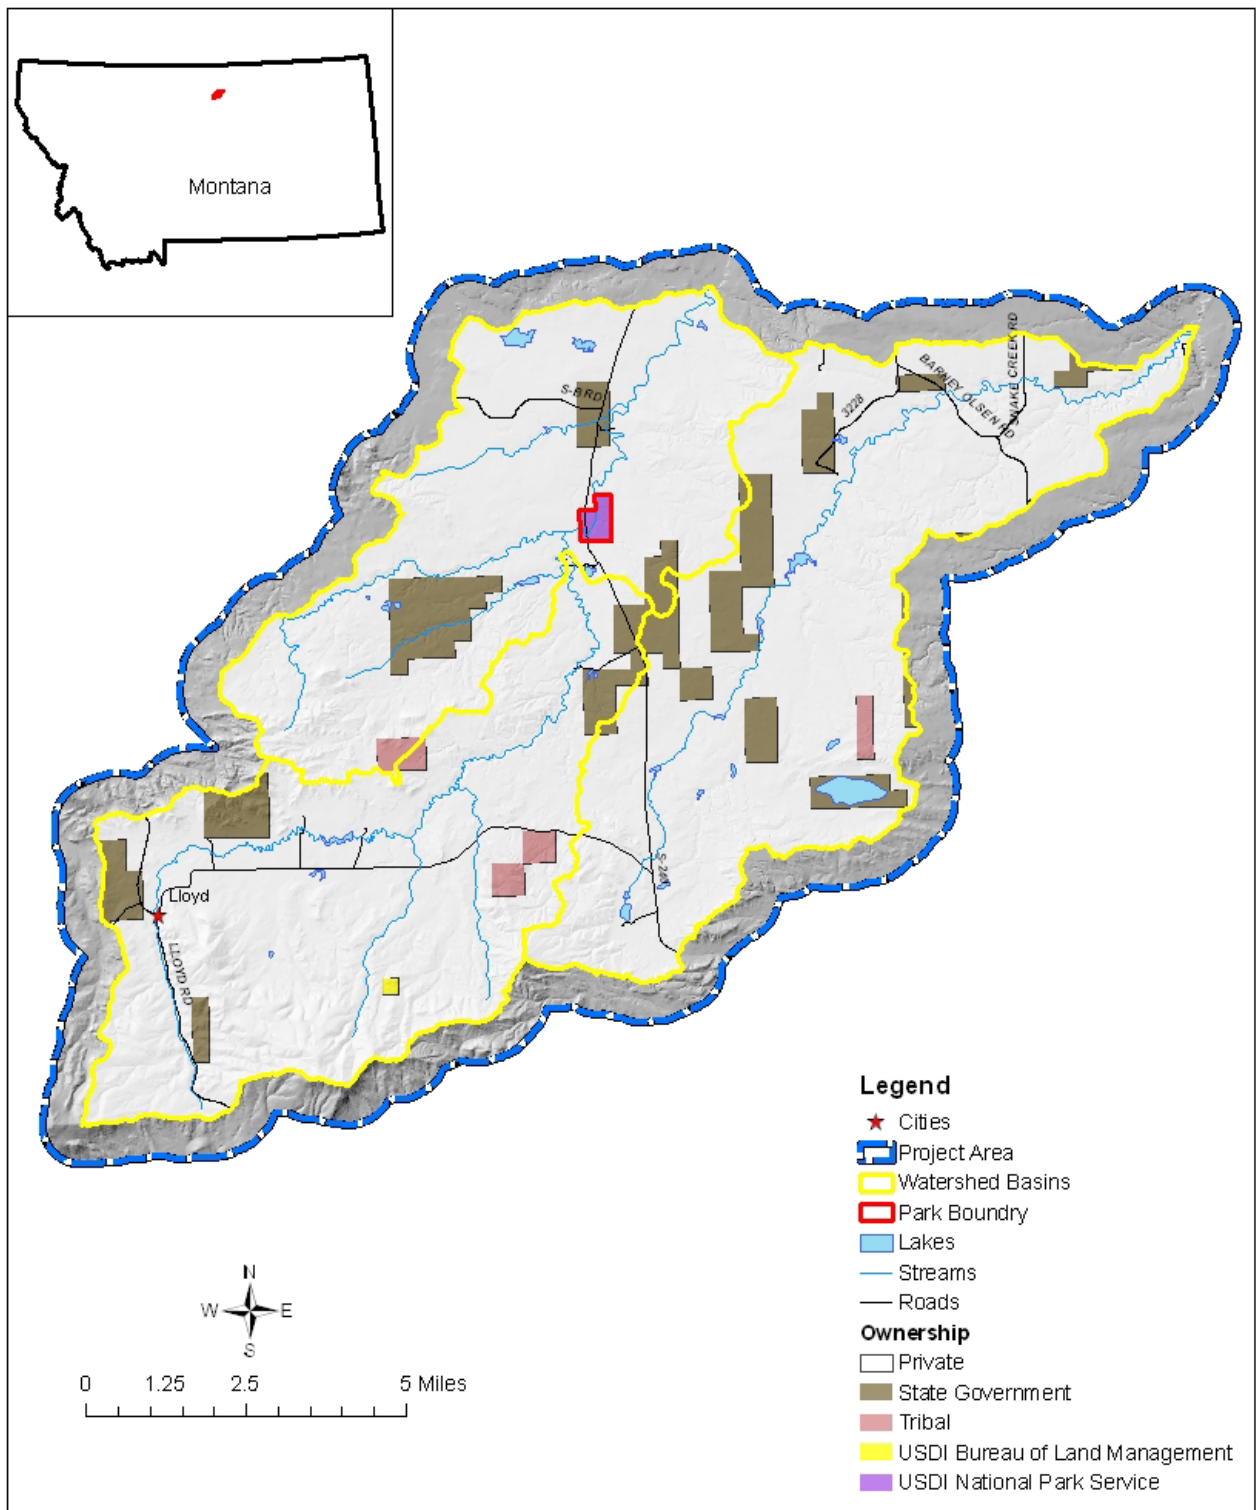 Montana
S-B RD
3228
BARNEY OLSEN RD
SNAKE CREEK RD
S-240
Lloyd
LLOYD RD
Legend
Cities
Project Area
Watershed Basins
Park Boundry
Lakes
Streams
Roads
Ownership
Private
State Government
Tribal
USDI Bureau of Land Management
USDI National Park Service
N
W E
S
0 1.25 2.5 5 Miles